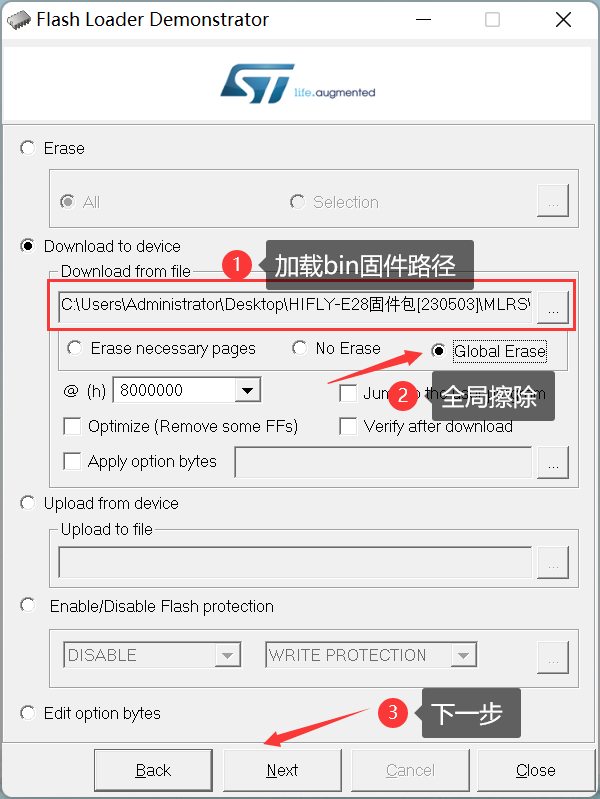 Flash Loader Demonstrator
life.augmented
Erase
All
Selection
...
Download to device
1
加载bin固件路径
Download from file
C:\Users\Administrator\Desktop\HIFLY-E28固件包[230503]\MLRS\
...
Erase necessary pages
No Erase
Global Erase
@ (h)
8000000
2
全局擦除
Optimize (Remove some FFs)
Verify after download
Apply option bytes
...
Upload from device
Upload to file
...
Enable/Disable Flash protection
DISABLE
WRITE PROTECTION
...
Edit option bytes
3
下一步
Back
Next
Cancel
Close